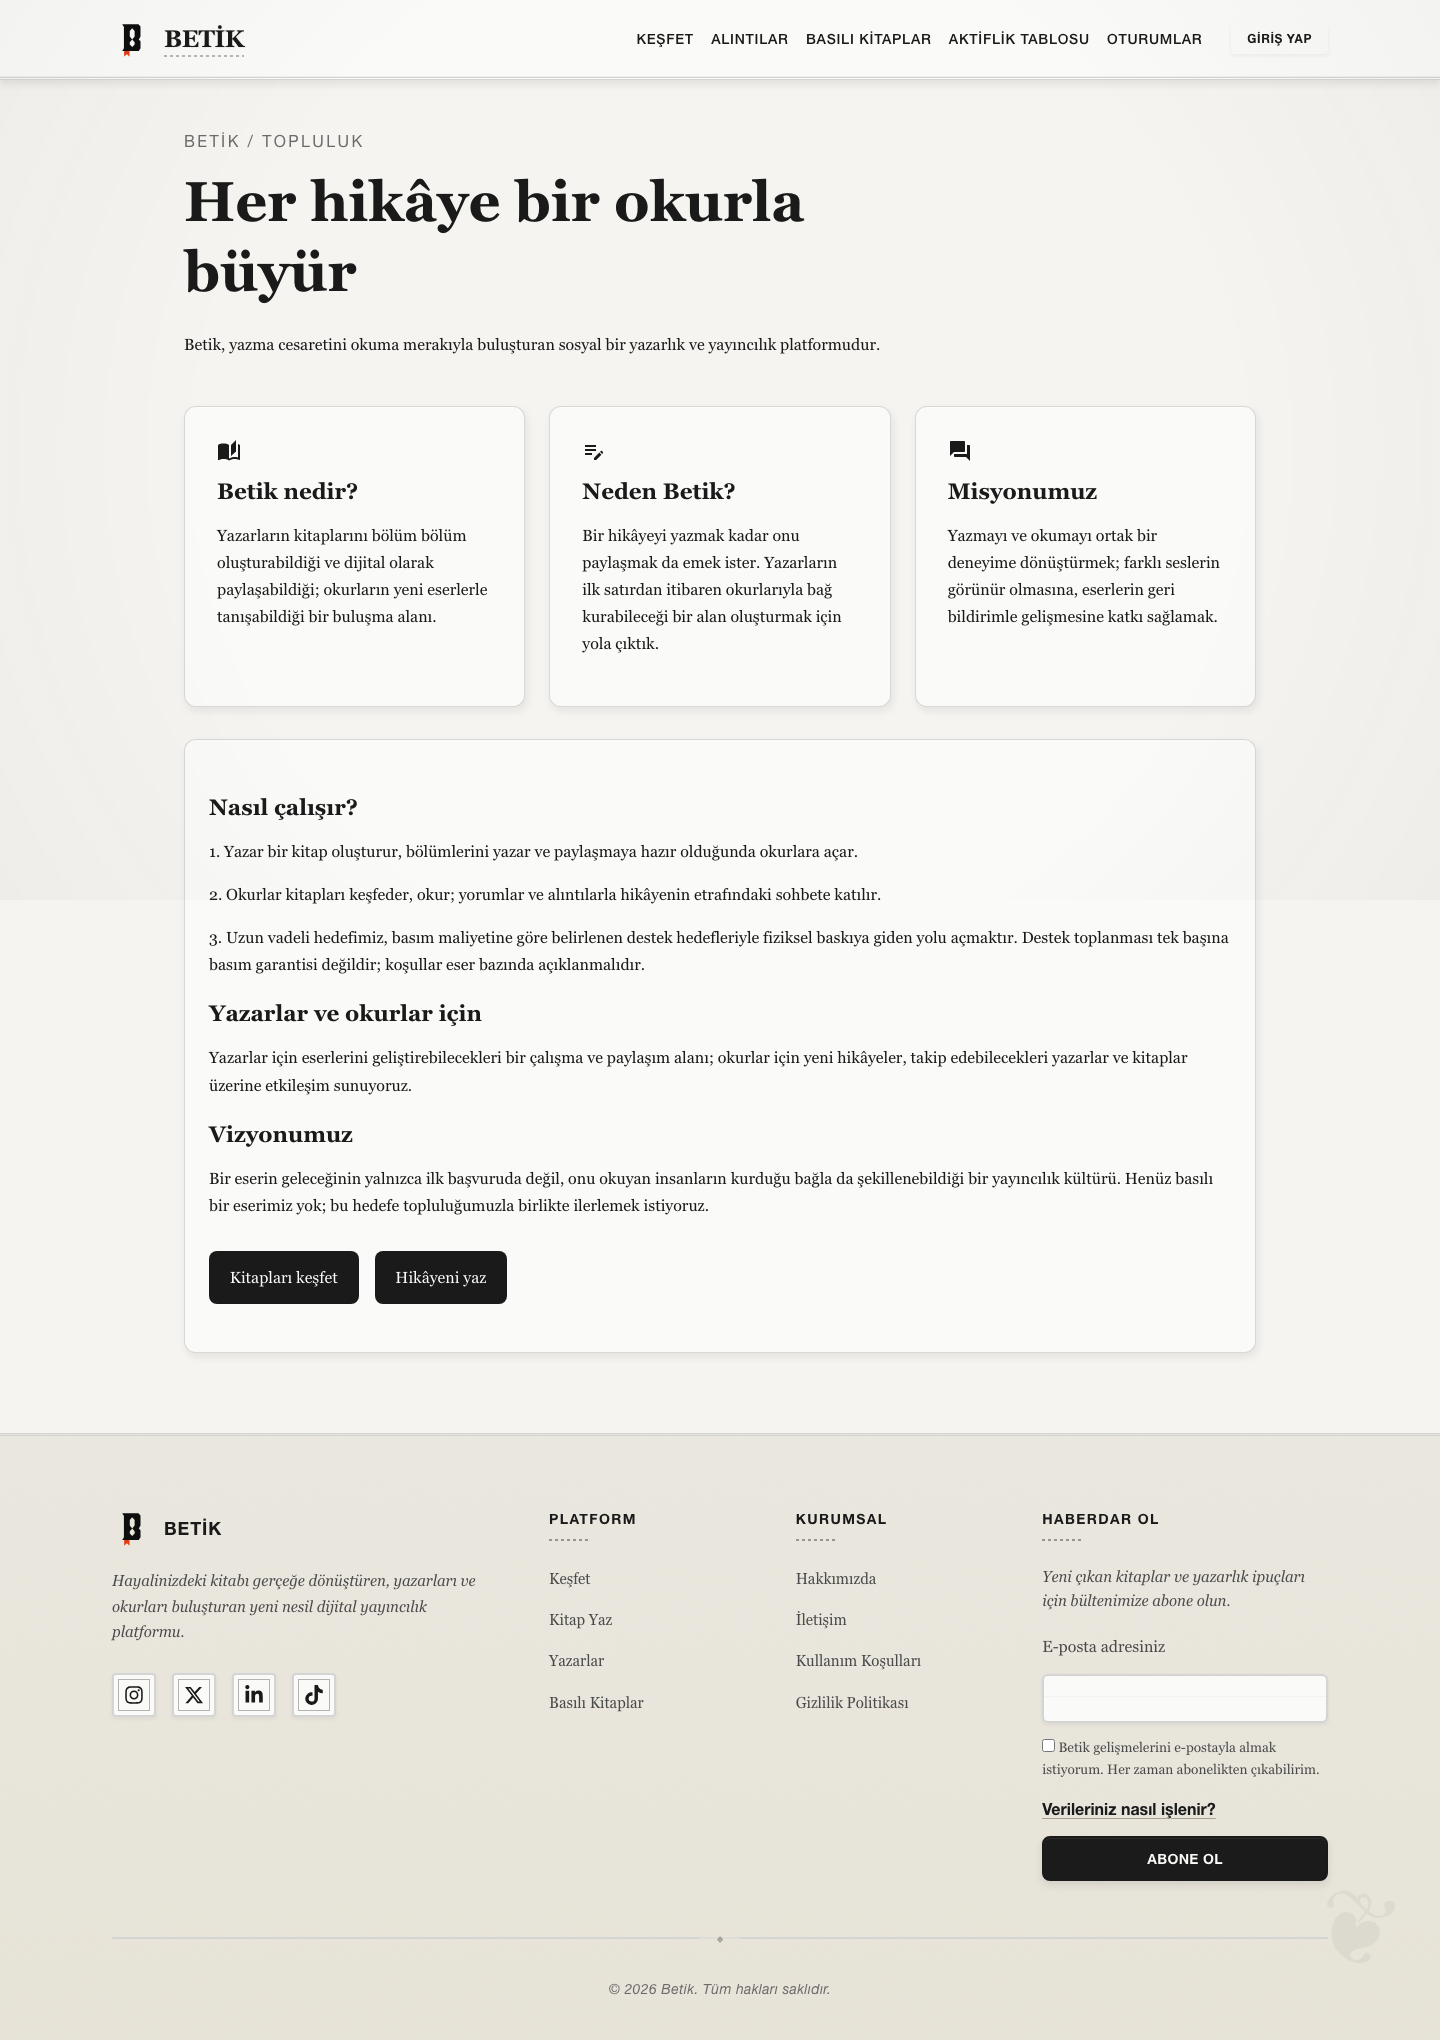 BETİK
KEŞFET ALINTILAR BASILI KİTAPLAR AKTİFLİK TABLOSU OTURUMLAR GİRİŞ YAP
BETİK / TOPLULUK
Her hikâye bir okurla
büyür
Betik, yazma cesaretini okuma merakıyla buluşturan sosyal bir yazarlık ve yayıncılık platformudur.
Betik nedir?
Yazarların kitaplarını bölüm bölüm
oluşturabildiği ve dijital olarak
paylaşabildiği; okurların yeni eserlerle
tanışabildiği bir buluşma alanı.
Neden Betik?
Bir hikâyeyi yazmak kadar onu
paylaşmak da emek ister. Yazarların
ilk satırdan itibaren okurlarıyla bağ
kurabileceği bir alan oluşturmak için
yola çıktık.
Misyonumuz
Yazmayı ve okumayı ortak bir
deneyime dönüştürmek; farklı seslerin
görünür olmasına, eserlerin geri
bildirimle gelişmesine katkı sağlamak.
Nasıl çalışır?
1. Yazar bir kitap oluşturur, bölümlerini yazar ve paylaşmaya hazır olduğunda okurlara açar.
2. Okurlar kitapları keşfeder, okur; yorumlar ve alıntılarla hikâyenin etrafındaki sohbete katılır.
3. Uzun vadeli hedefimiz, basım maliyetine göre belirlenen destek hedefleriyle fiziksel baskıya giden yolu açmaktır. Destek toplanması tek başına
basım garantisi değildir; koşullar eser bazında açıklanmalıdır.
Yazarlar ve okurlar için
Yazarlar için eserlerini geliştirebilecekleri bir çalışma ve paylaşım alanı; okurlar için yeni hikâyeler, takip edebilecekleri yazarlar ve kitaplar
üzerine etkileşim sunuyoruz.
Vizyonumuz
Bir eserin geleceğinin yalnızca ilk başvuruda değil, onu okuyan insanların kurduğu bağla da şekillenebildiği bir yayıncılık kültürü. Henüz basılı
bir eserimiz yok; bu hedefe topluluğumuzla birlikte ilerlemek istiyoruz.
Kitapları keşfet Hikâyeni yaz
BETİK
Hayalinizdeki kitabı gerçeğe dönüştüren, yazarları ve
okurları buluşturan yeni nesil dijital yayıncılık
platformu.
PLATFORM
Keşfet
Kitap Yaz
Yazarlar
Basılı Kitaplar
KURUMSAL
Hakkımızda
İletişim
Kullanım Koşulları
Gizlilik Politikası
HABERDAR OL
Yeni çıkan kitaplar ve yazarlık ipuçları
için bültenimize abone olun.
E-posta adresiniz
Betik gelişmelerini e-postayla almak
istiyorum. Her zaman abonelikten çıkabilirim.
Verileriniz nasıl işlenir?
ABONE OL
© 2026 Betik. Tüm hakları saklıdır.